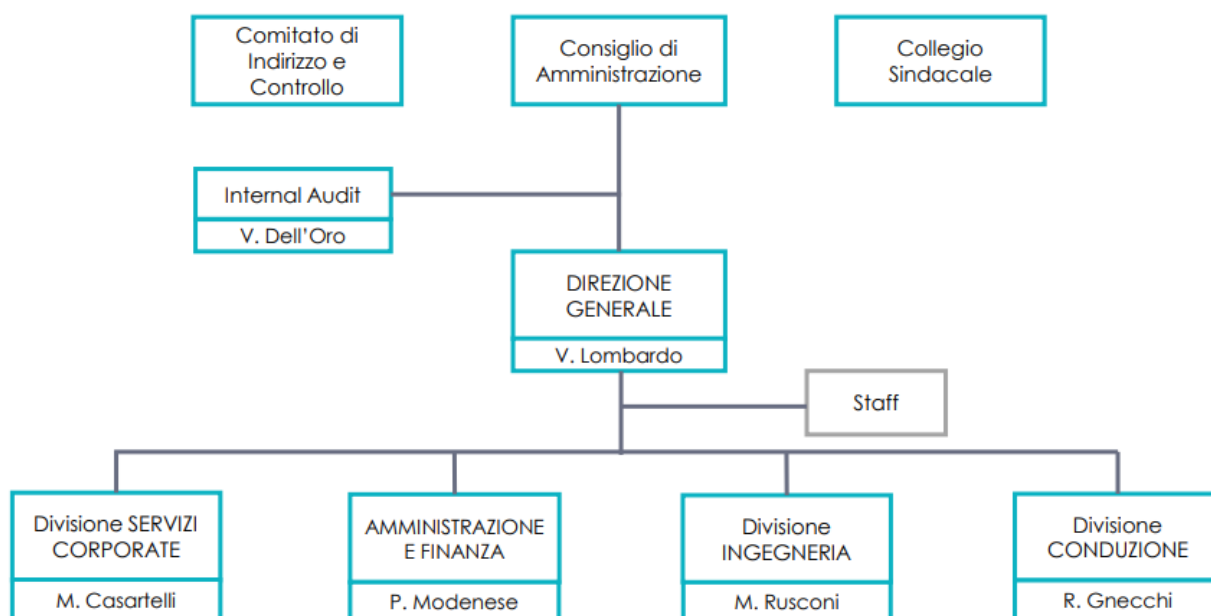 Comitato di
Indirizzo e
Controllo
Consiglio di
Amministrazione
Collegio
Sindacale
Internal Audit
V. Dell'Oro
DIREZIONE
GENERALE
V. Lombardo
Staff
Divisione SERVIZI
CORPORATE
M. Casartelli
AMMINISTRAZIONE
E FINANZA
P. Modenese
Divisione
INGEGNERIA
M. Rusconi
Divisione
CONDUZIONE
R. Gnecchi